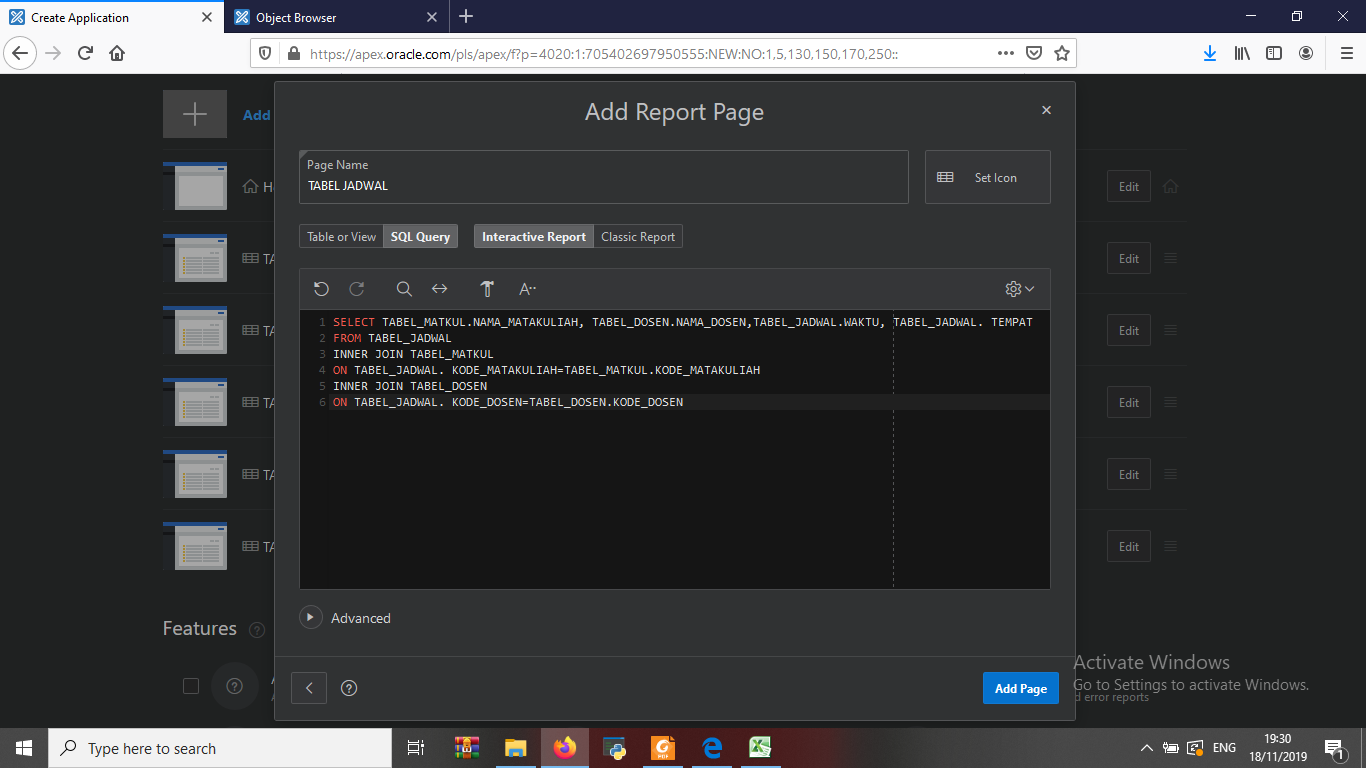 Create Application
Object Browser
https://apex.oracle.com/pls/apex/f?p=4020:1:705402697950555:NEW:NO:1,5,130,150,170,250::
Add
Add Report Page
Page Name
TABEL JADWAL
Set Icon
H
Edit
Table or View
SQL Query
Interactive Report
Classic Report
TA
Edit
A··
1 SELECT TABEL_MATKUL.NAMA_MATAKULIAH, TABEL_DOSEN.NAMA_DOSEN,TABEL_JADWAL.WAKTU, TABEL_JADWAL. TEMPAT
2 FROM TABEL_JADWAL
3 INNER JOIN TABEL_MATKUL
4 ON TABEL_JADWAL. KODE_MATAKULIAH=TABEL_MATKUL.KODE_MATAKULIAH
5 INNER JOIN TABEL_DOSEN
6 ON TABEL_JADWAL. KODE_DOSEN=TABEL_DOSEN.KODE_DOSEN
TA
Edit
TA
Edit
TA
Edit
TA
Edit
Advanced
Features
Add Page
Activate Windows
Go to Settings to activate Windows.
d error reports
Type here to search
PDF
ENG
19:30
18/11/2019
1